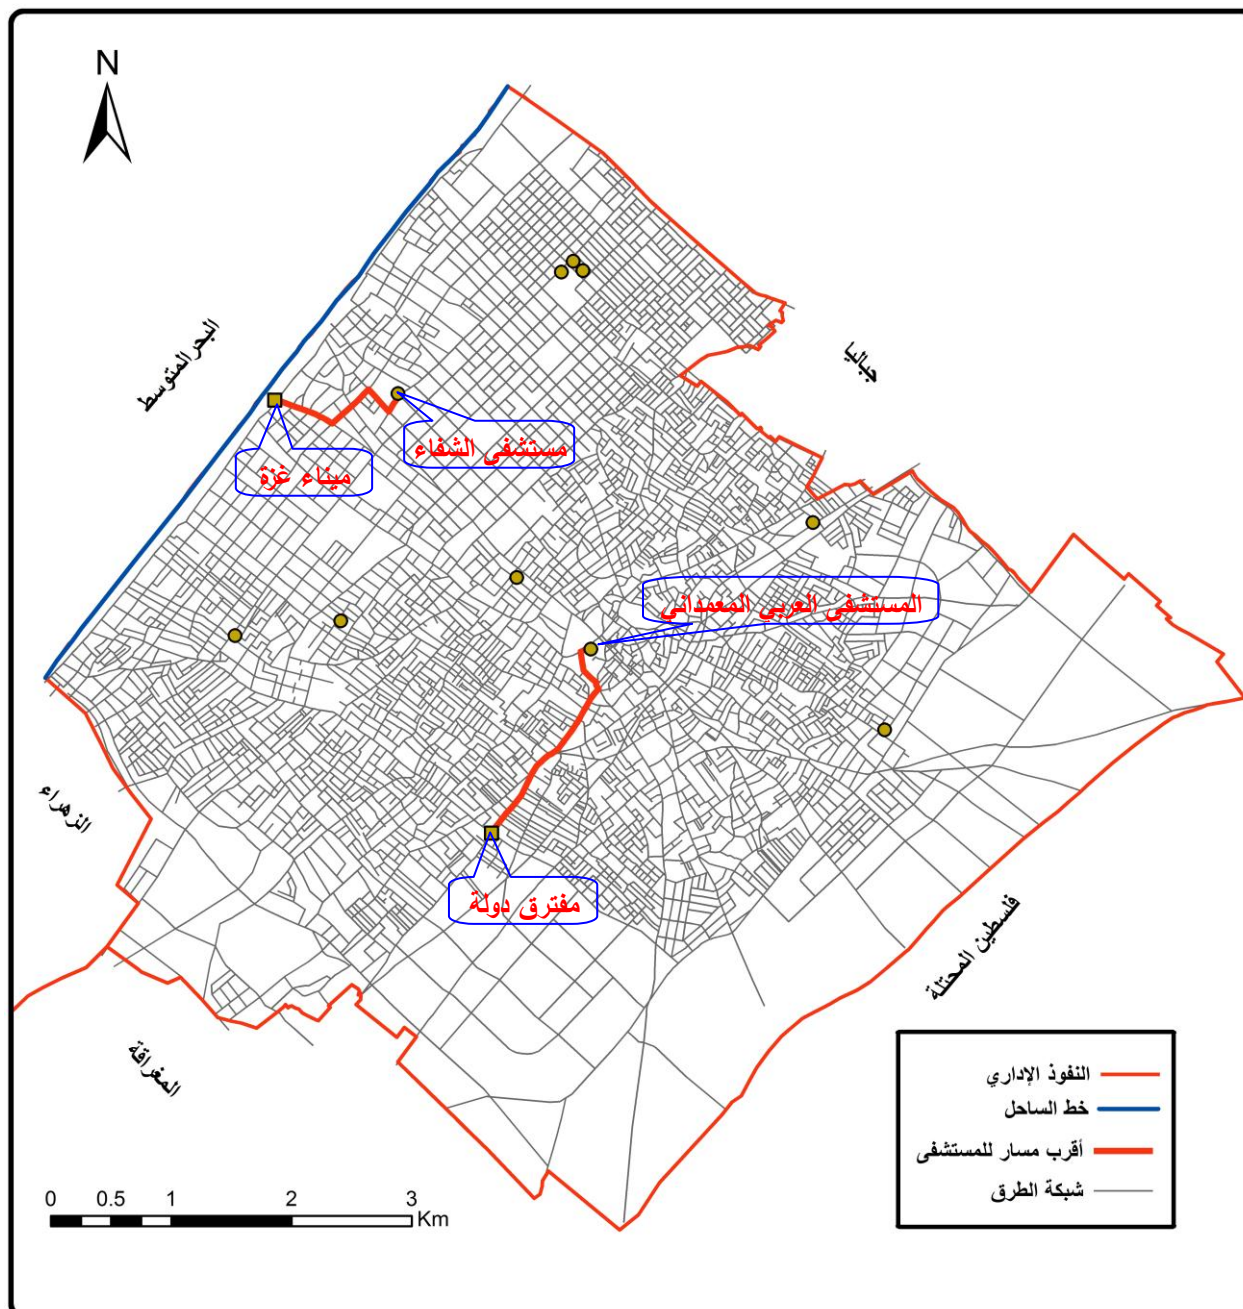 N
البحر المتوسط
جباليا
مستشفى الشفاء
ميناء غزة
المستشفى العربي المعمداني
الزهراء
مفترق دولة
فلسطين المحتلة
المغراقة
النفوذ الإداري
خط الساحل
أقرب مسار للمستشفى
شبكة الطرق
0 0.5 1 2 3
Km